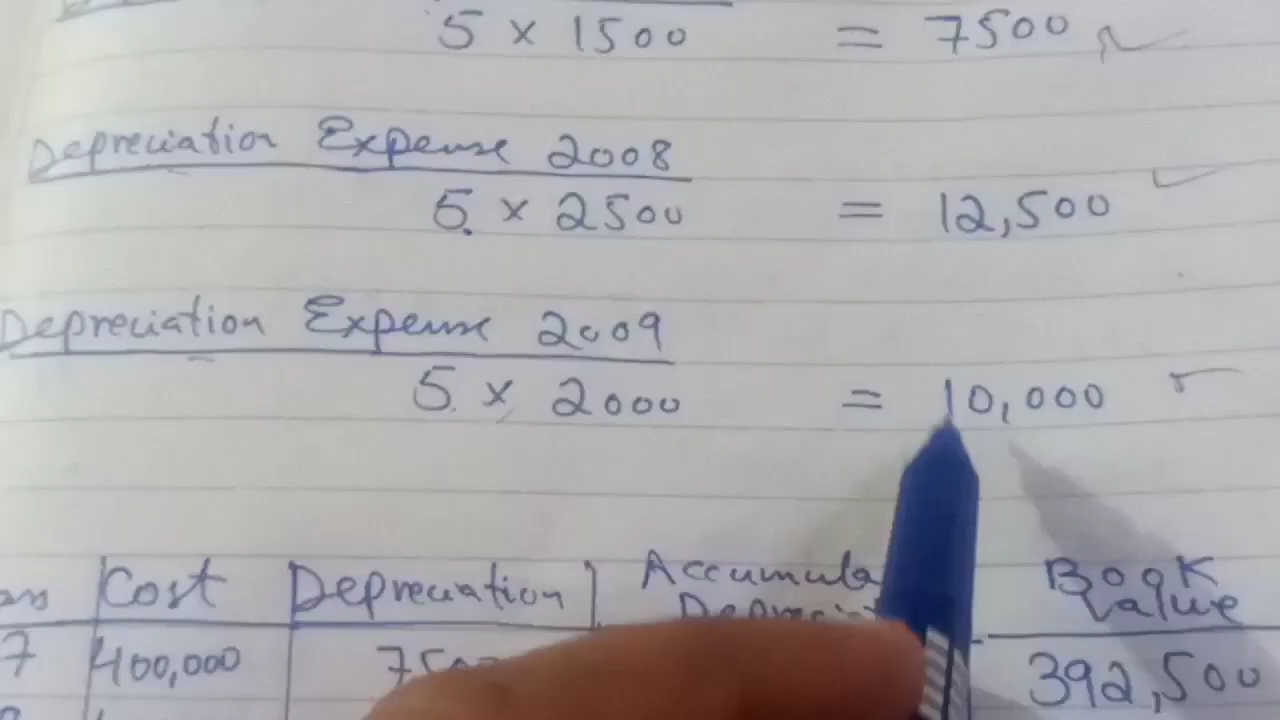 5 × 1500 = 7500
Depreciation Expense 2008
5 × 2500 = 12,500
Depreciation Expense 2009
5 × 2000 = 10,000
Cost Depreciation Book Value
7 400,000 392,500